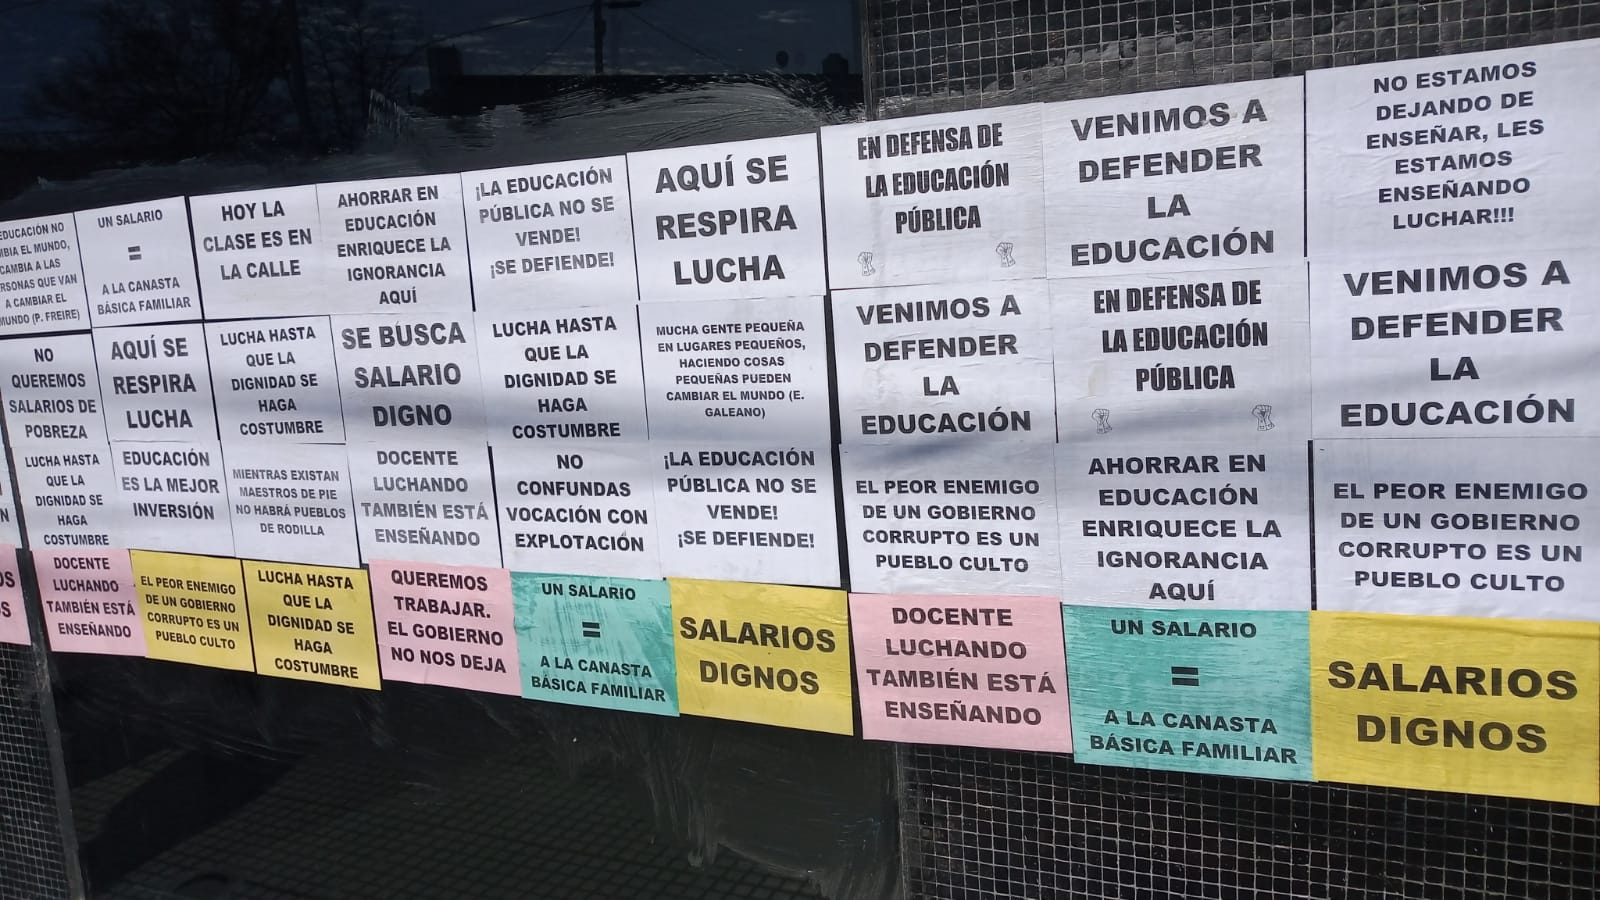 EDUCACIÓN NO
EL MUNDO,
CAMBIA A LAS
QUE VAN
A CAMBIAR EL
MUNDO (P. FREIRE)
UN SALARIO
=
A LA CANASTA
BÁSICA FAMILIAR
HOY LA
CLASE ES EN
LA CALLE
AHORRAR EN
EDUCACIÓN
ENRIQUECE LA
IGNORANCIA
AQUÍ
¡LA EDUCACIÓN
PÚBLICA NO SE
VENDE!
¡SE DEFIENDE!
AQUÍ SE
RESPIRA
LUCHA
EN DEFENSA DE
LA EDUCACIÓN
PÚBLICA
VENIMOS A
DEFENDER
LA
EDUCACIÓN
NO ESTAMOS
DEJANDO DE
ENSEÑAR, LES
ESTAMOS
ENSEÑANDO
LUCHAR!!!
NO
QUEREMOS
SALARIOS DE
POBREZA
AQUÍ SE
RESPIRA
LUCHA
LUCHA HASTA
QUE LA
DIGNIDAD SE
HAGA
COSTUMBRE
SE BUSCA
SALARIO
DIGNO
LUCHA HASTA
QUE LA
DIGNIDAD SE
HAGA
COSTUMBRE
MUCHA GENTE PEQUEÑA
EN LUGARES PEQUEÑOS,
HACIENDO COSAS
PEQUEÑAS PUEDEN
CAMBIAR EL MUNDO (E.
GALEANO)
VENIMOS A
DEFENDER
LA
EDUCACIÓN
EN DEFENSA DE
LA EDUCACIÓN
PÚBLICA
VENIMOS A
DEFENDER
LA
EDUCACIÓN
LUCHA HASTA
QUE LA
DIGNIDAD SE
HAGA
COSTUMBRE
EDUCACIÓN
ES LA MEJOR
INVERSIÓN
MIENTRAS EXISTAN
MAESTROS DE PIE
NO HABRÁ PUEBLOS
DE RODILLA
DOCENTE
LUCHANDO
TAMBIÉN ESTÁ
ENSEÑANDO
NO
CONFUNDAS
VOCACIÓN CON
EXPLOTACIÓN
¡LA EDUCACIÓN
PÚBLICA NO SE
VENDE!
¡SE DEFIENDE!
EL PEOR ENEMIGO
DE UN GOBIERNO
CORRUPTO ES UN
PUEBLO CULTO
AHORRAR EN
EDUCACIÓN
ENRIQUECE LA
IGNORANCIA
AQUÍ
EL PEOR ENEMIGO
DE UN GOBIERNO
CORRUPTO ES UN
PUEBLO CULTO
DOCENTE
LUCHANDO
TAMBIÉN ESTÁ
ENSEÑANDO
EL PEOR ENEMIGO
DE UN GOBIERNO
CORRUPTO ES UN
PUEBLO CULTO
LUCHA HASTA
QUE LA
DIGNIDAD SE
HAGA
COSTUMBRE
QUEREMOS
TRABAJAR.
EL GOBIERNO
NO NOS DEJA
UN SALARIO
=
A LA CANASTA
BÁSICA FAMILIAR
SALARIOS
DIGNOS
DOCENTE
LUCHANDO
TAMBIÉN ESTÁ
ENSEÑANDO
UN SALARIO
=
A LA CANASTA
BÁSICA FAMILIAR
SALARIOS
DIGNOS